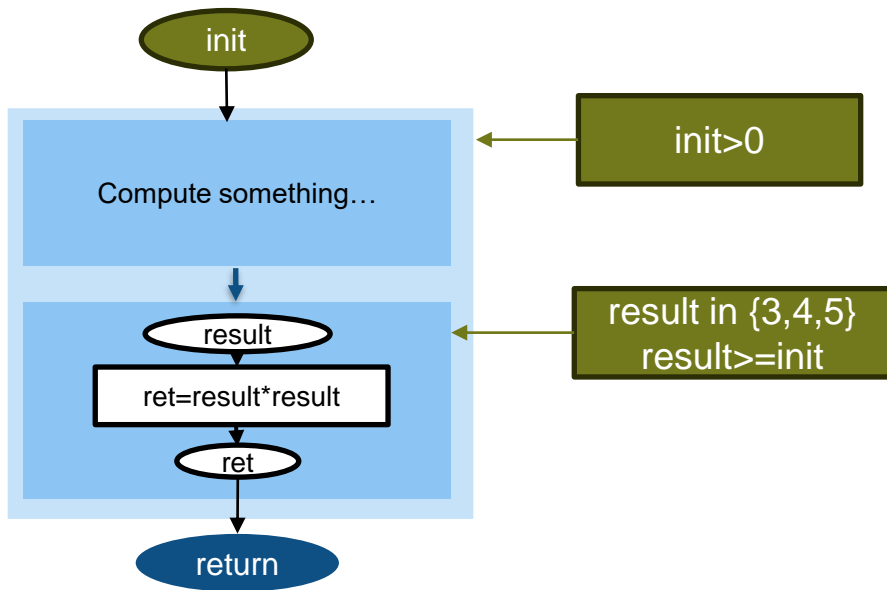 init
init>0
Compute something…
result in {3,4,5}
result>=init
result
ret=result*result
ret
return